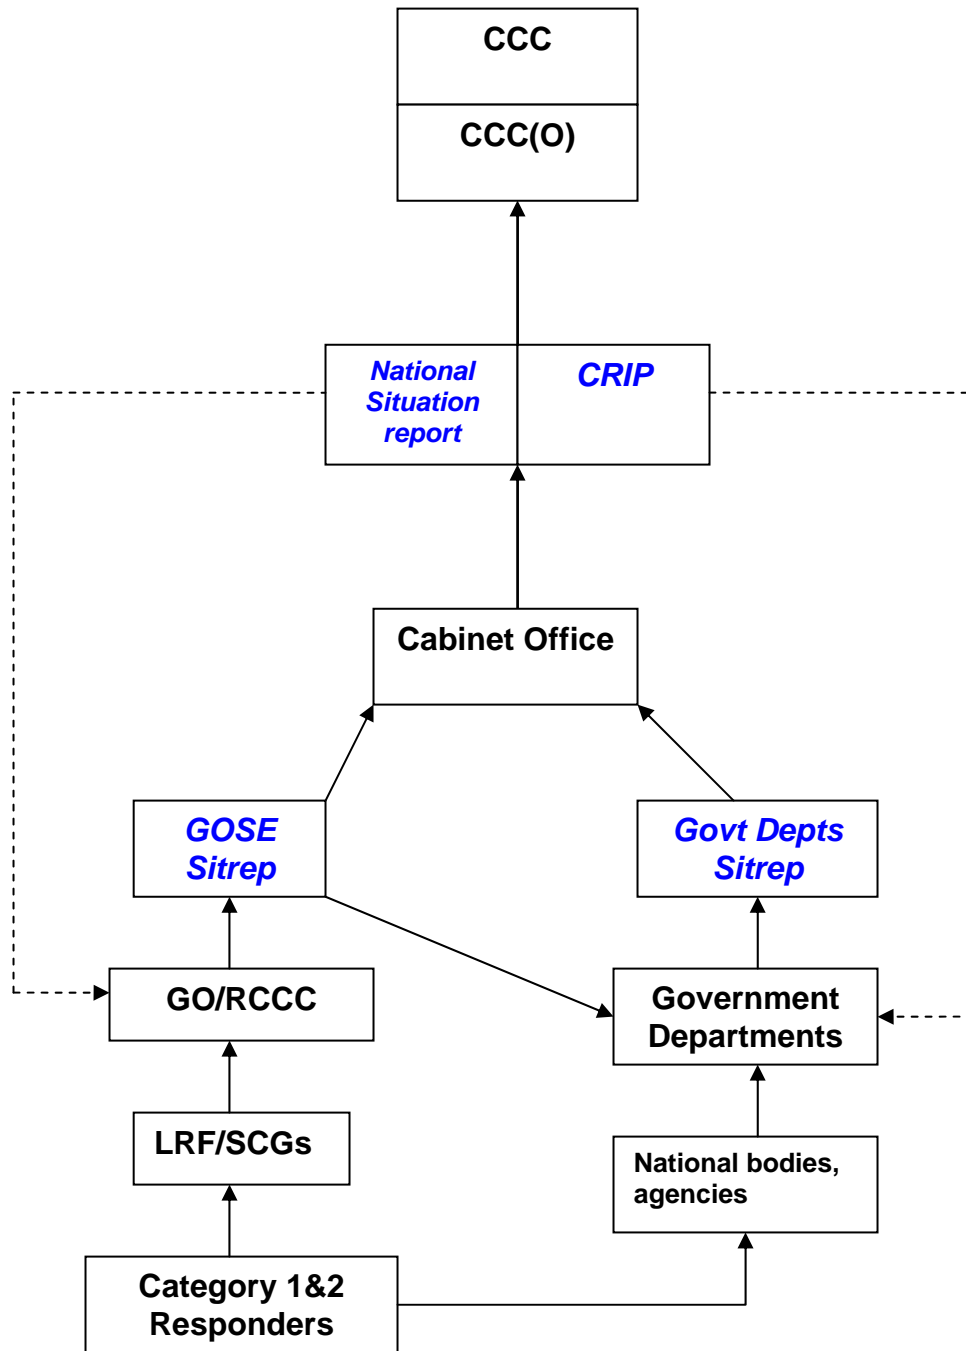 CCC
CCC(O)
National
Situation
report
CRIP
Cabinet Office
GOSE
Sitrep
Govt Depts
Sitrep
GO/RCCC
Government
Departments
LRF/SCGs
National bodies,
agencies
Category 1&2
Responders